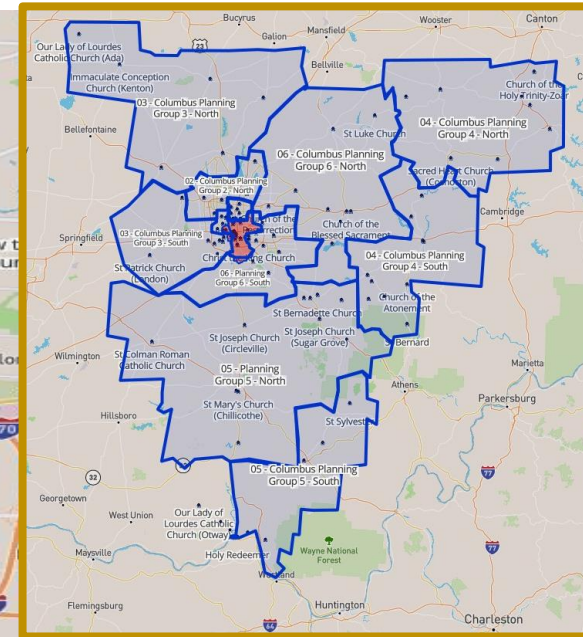 Bucyrus
Mansfield
Wooster
Canton
Galion
23
Our Lady of Lourdes
Catholic Church (Ada)
Bellville
Immaculate Conception
Church (Kenton)
Church of the
Holy Trinity-Zoar
03 - Columbus Planning
Group 3 - North
04 - Columbus Planning
Group 4 - North
Bellefontaine
St Luke Church
06 - Columbus Planning
Group 6 - North
Sacred Heart Church
02 - Columbus Planning
Group 2 - North
Cambridge
Church of the
Blessed Sacrament
03 - Columbus Planning
Group 3 - South
Springfield
04 - Columbus Planning
Group 4 - South
St Patrick Church
(London)
06 - Planning
Group 6 - South
Church of the
Atonement
St Bernadette Church
St Joseph Church
(Circleville)
St Joseph Church
(Sugar Grove)
St Bernard
St Colman Roman
Catholic Church
Wilmington
Marietta
05 - Planning
Group 5 - North
Athens
Parkersburg
St Mary's Church
(Chillicothe)
Hillsboro
St Sylvester
70
05 - Columbus Planning
Group 5 - South
77
32
Georgetown
West Union
Our Lady of
Lourdes Catholic
Church (Otway)
Holy Redeemer
Wayne National
Forest
77
Maysville
Huntington
Flemingsburg
64
Charleston